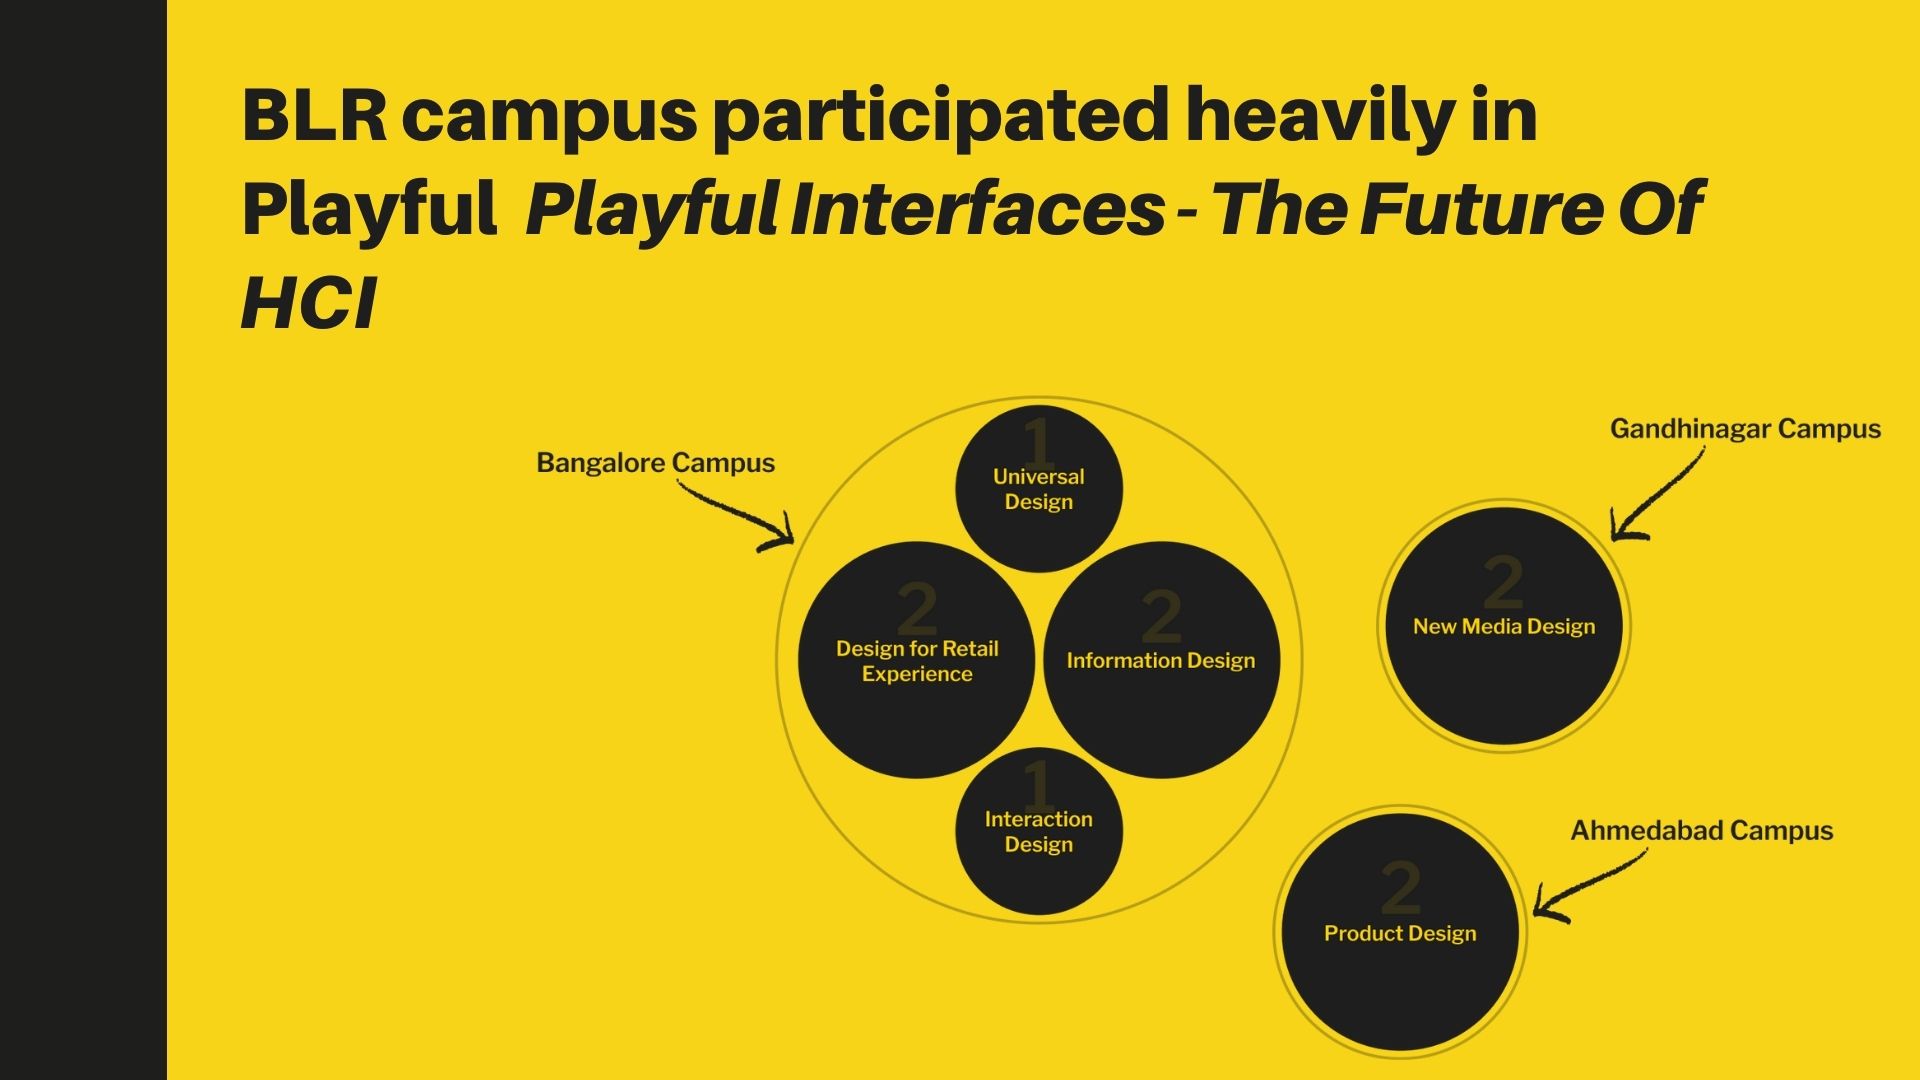 BLR campus participated heavily in
Playful Playful Interfaces - The Future Of
HCI
Bangalore Campus
1
Universal
Design
2
Design for Retail
Experience
2
Information Design
1
Interaction
Design
Gandhinagar Campus
2
New Media Design
Ahmedabad Campus
2
Product Design